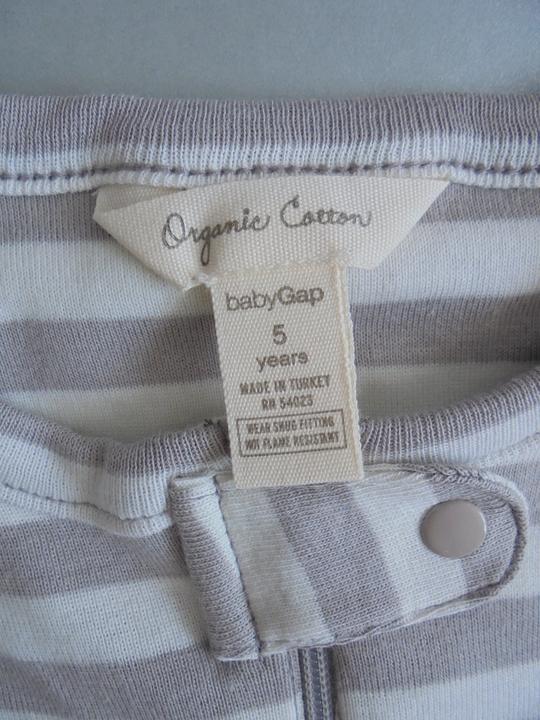 Organic Cotton
babyGap
5
years
MADE IN TURKEY
RN 54023
WEAR SNUG FITTING
NOT FLAME RESISTANT